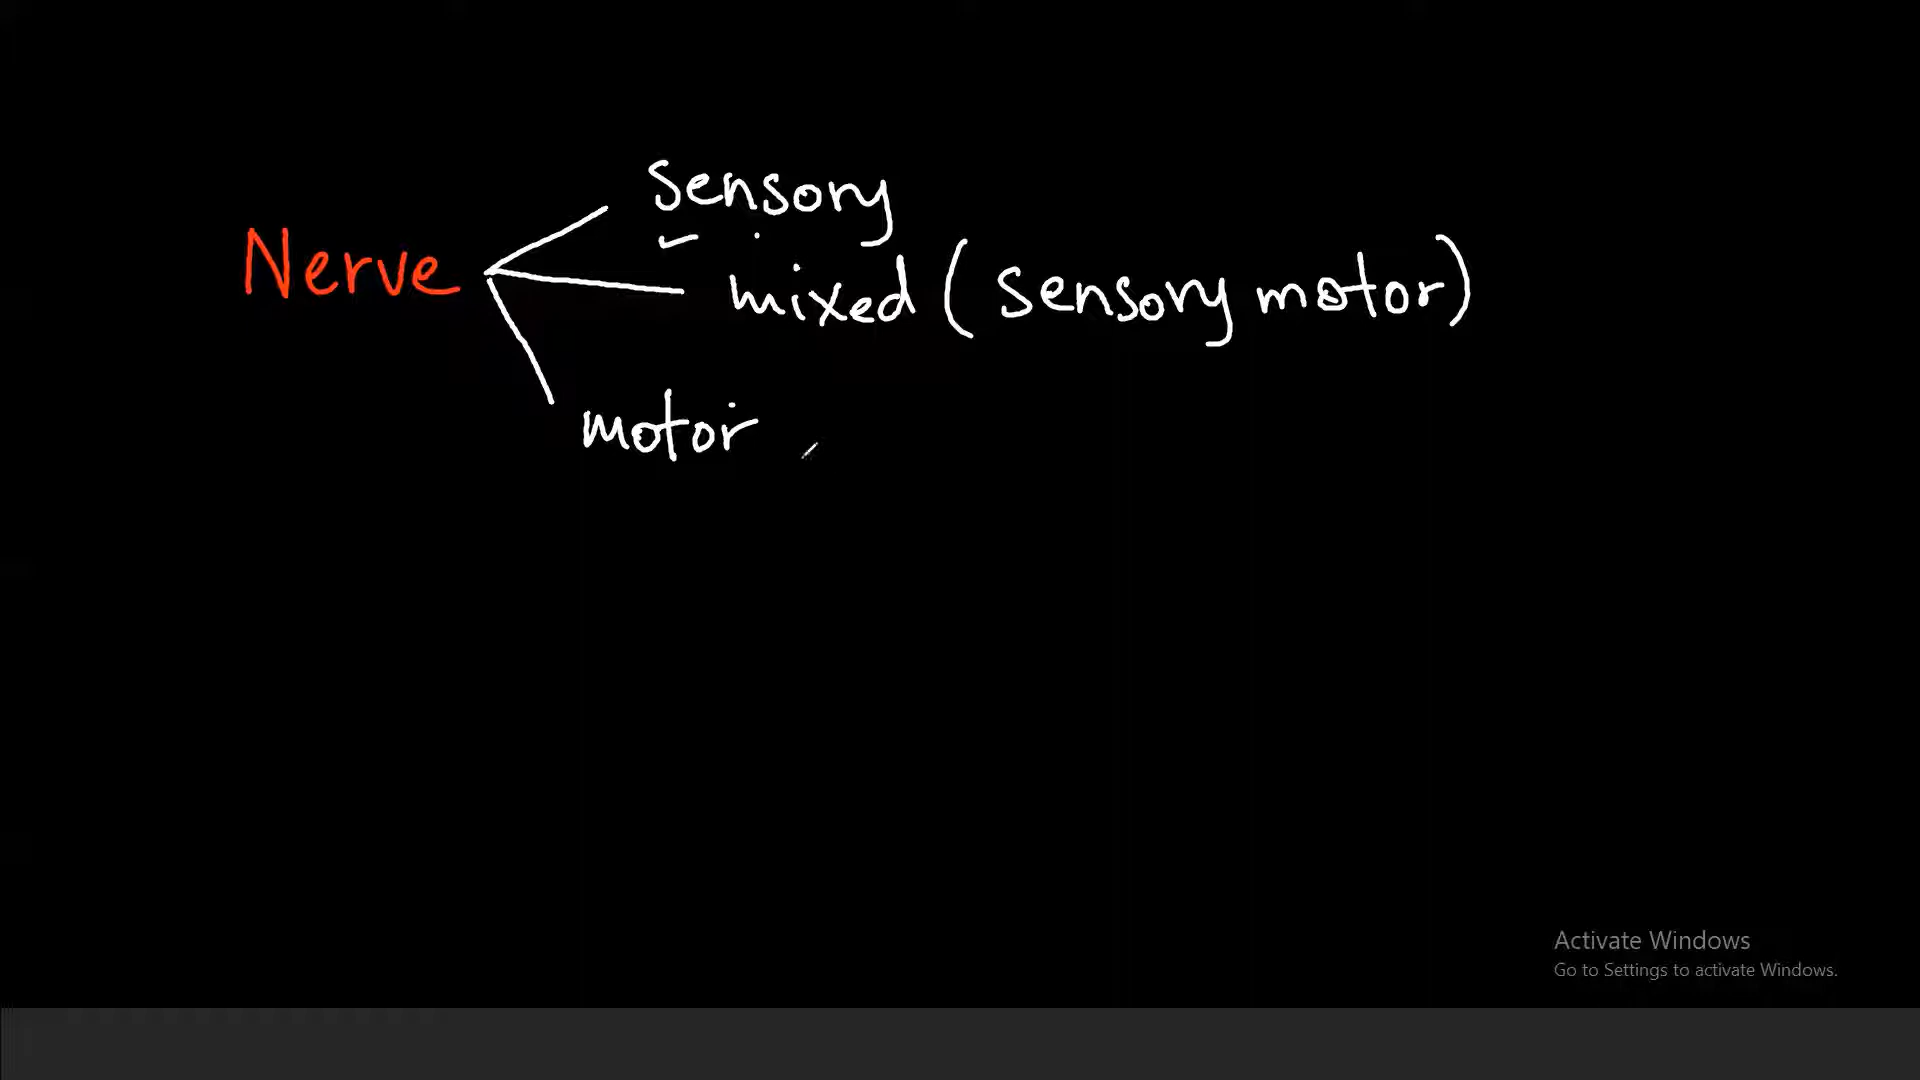 sensory
Nerve
mixed (sensory motor)
motor
Activate Windows
Go to Settings to activate Windows.